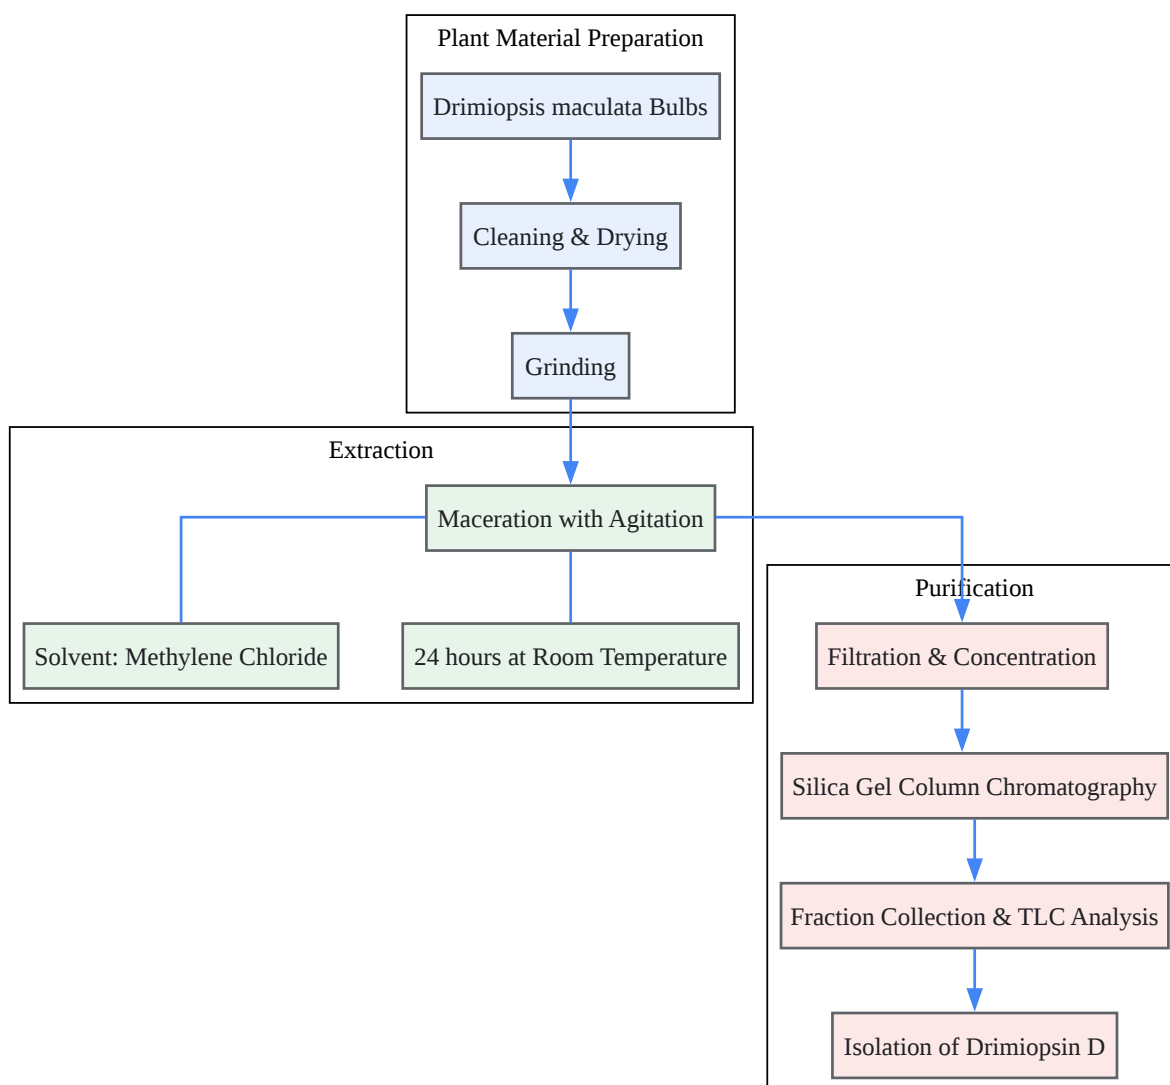 Plant Material Preparation
Drimiopsis maculata Bulbs
Cleaning & Drying
Grinding
Extraction
Maceration with Agitation
Solvent: Methylene Chloride
24 hours at Room Temperature
Purification
Filtration & Concentration
Silica Gel Column Chromatography
Fraction Collection & TLC Analysis
Isolation of Drimiopsin D